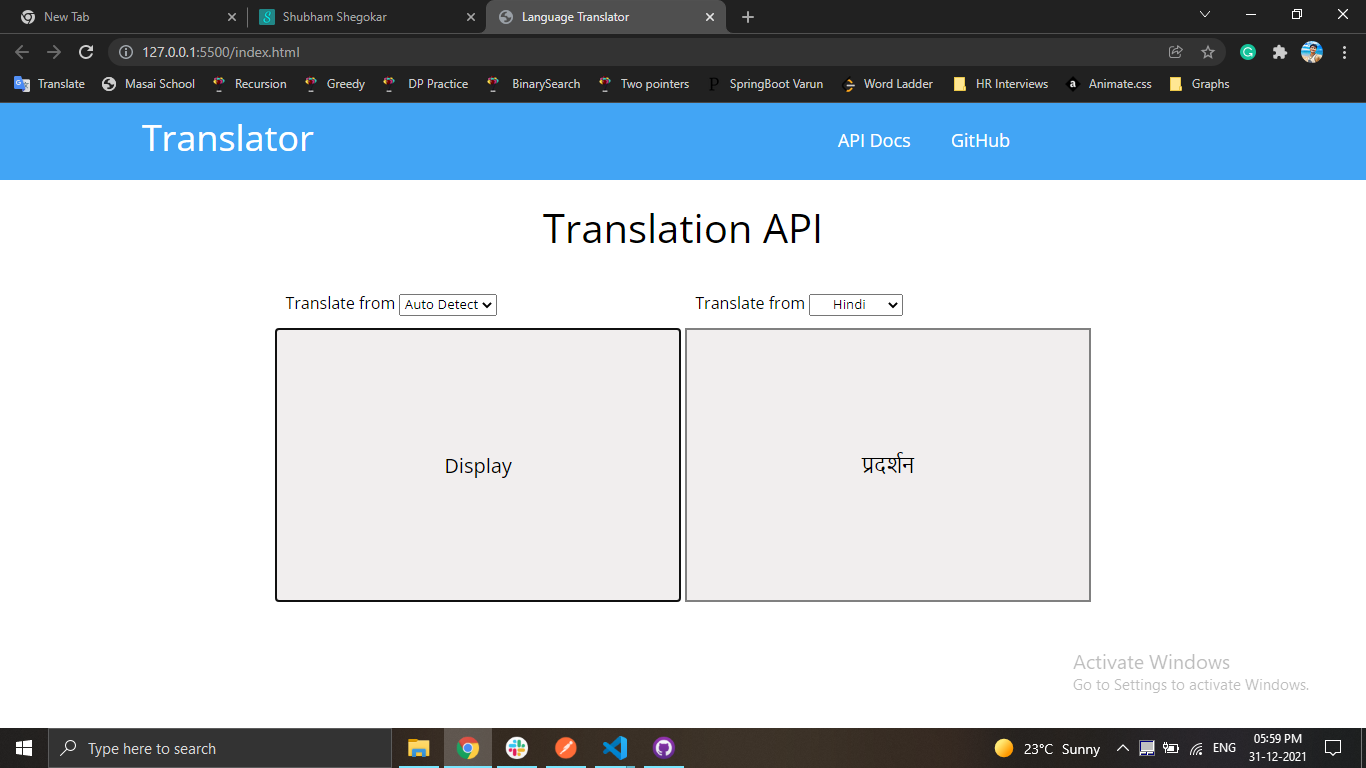 New Tab
Shubham Shegokar
Language Translator
127.0.0.1:5500/index.html
Translate Masai School Recursion Greedy DP Practice BinarySearch Two pointers SpringBoot Varun Word Ladder HR Interviews Animate.css Graphs
Translator API Docs GitHub
Translation API
Translate from Auto Detect
Translate from Hindi
Display
प्रदर्शन
Activate Windows
Go to Settings to activate Windows.
Type here to search
23°C Sunny
ENG
05:59 PM
31-12-2021